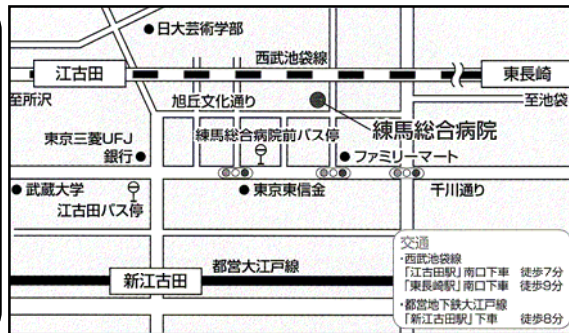 日大芸術学部
西武池袋線
江古田
東長崎
至所沢
旭丘文化通り
至池袋
東京三菱UFJ
銀行
練馬総合病院前バス停
練馬総合病院
ファミリーマート
武蔵大学
江古田バス停
東京東信金
千川通り
新江古田
都営大江戸線
交通
・西武池袋線
「江古田駅」南口下車 徒歩7分
「東長崎駅」南口下車 徒歩9分
・都営地下鉄大江戸線
「新江古田駅」下車 徒歩8分